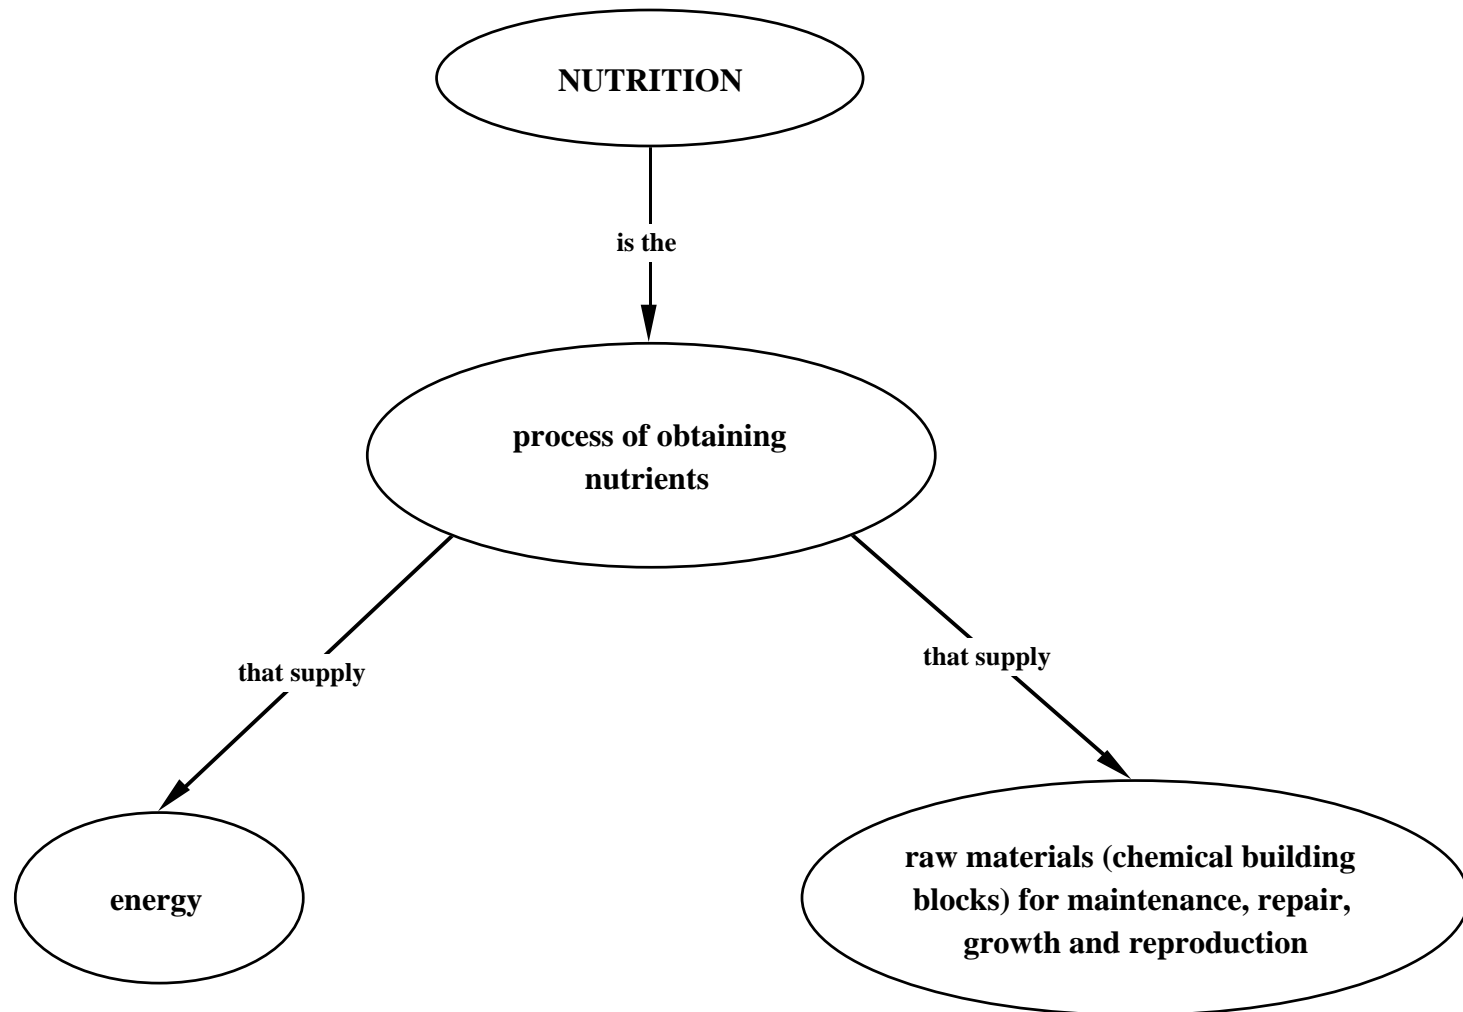 NUTRITION
is the
process of obtaining
nutrients
that supply
that supply
energy
raw materials (chemical building
blocks) for maintenance, repair,
growth and reproduction